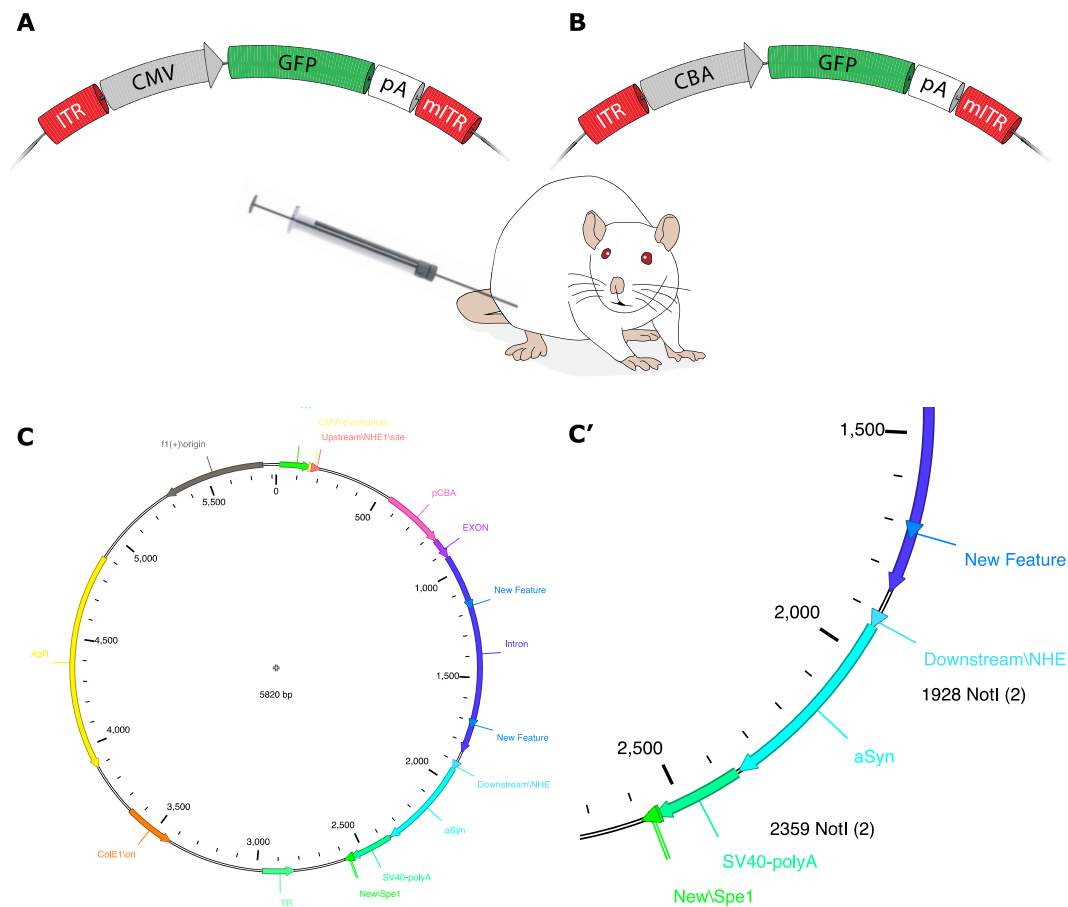 A
ITR
CMV
GFP
pA
mITR
B
ITR
CBA
GFP
pA
mITR
C
...
Upstream\NHE1\site
f1(+)\origin
0
500
pCBA
EXON
1,000
New Feature
Intron
1,500
New Feature
2,000
Downstream\NHE
aSyn
2,500
SV40-polyA
New\Spe1
3,000
TR
3,500
ColE1\ori
4,000
4,500
ApR
5,000
5,500
5820 bp
C’
1,500
New Feature
2,000
Downstream\NHE
1928 NotI (2)
aSyn
2,500
2359 NotI (2)
SV40-polyA
New\Spe1